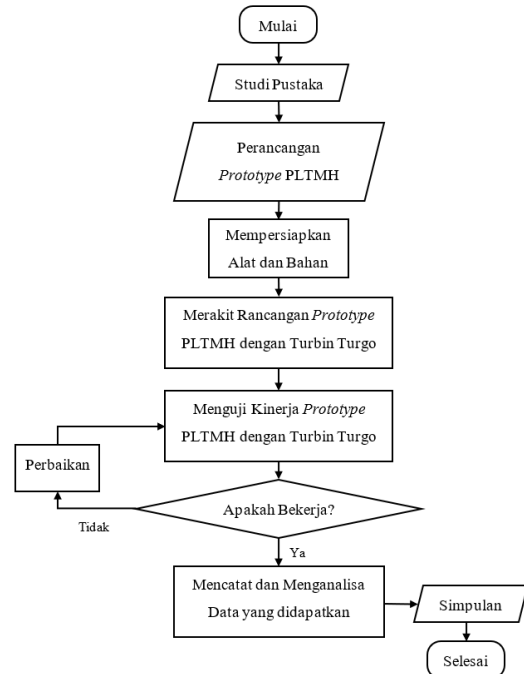 Mulai
Studi Pustaka
Perancangan
Prototype PLTMH
Mempersiapkan
Alat dan Bahan
Merakit Rancangan Prototype
PLTMH dengan Turbin Turgo
Menguji Kinerja Prototype
PLTMH dengan Turbin Turgo
Perbaikan
Apakah Bekerja?
Tidak
Ya
Mencatat dan Menganalisa
Data yang didapatkan
Simpulan
Selesai